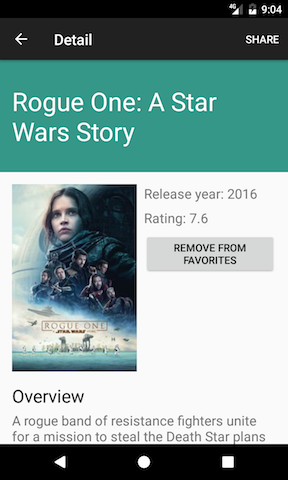 4G 9:04
Detail SHARE
Rogue One: A Star
Wars Story
Release year: 2016
Rating: 7.6
REMOVE FROM
FAVORITES
ROGUE ONE
STAR WARS
Overview
A rogue band of resistance fighters unite
for a mission to steal the Death Star plans